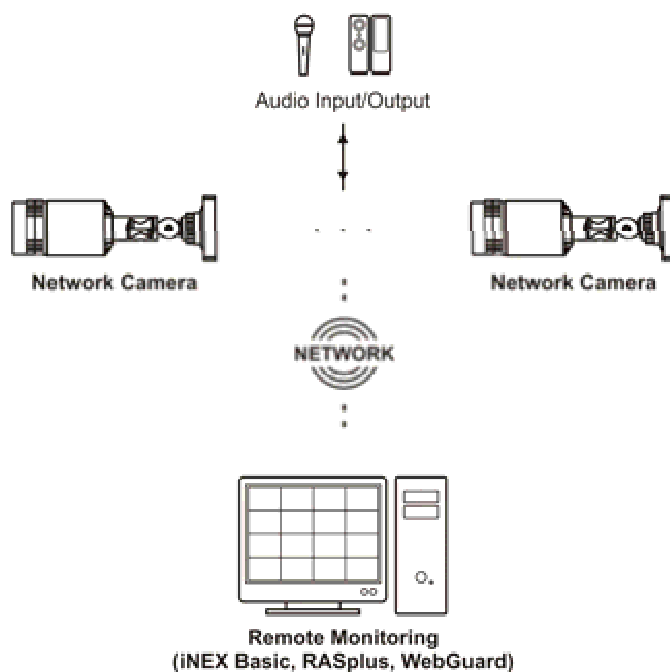 Audio Input/Output
Network Camera
Network Camera
NETWORK
Remote Monitoring
(iNEX Basic, RASplus, WebGuard)